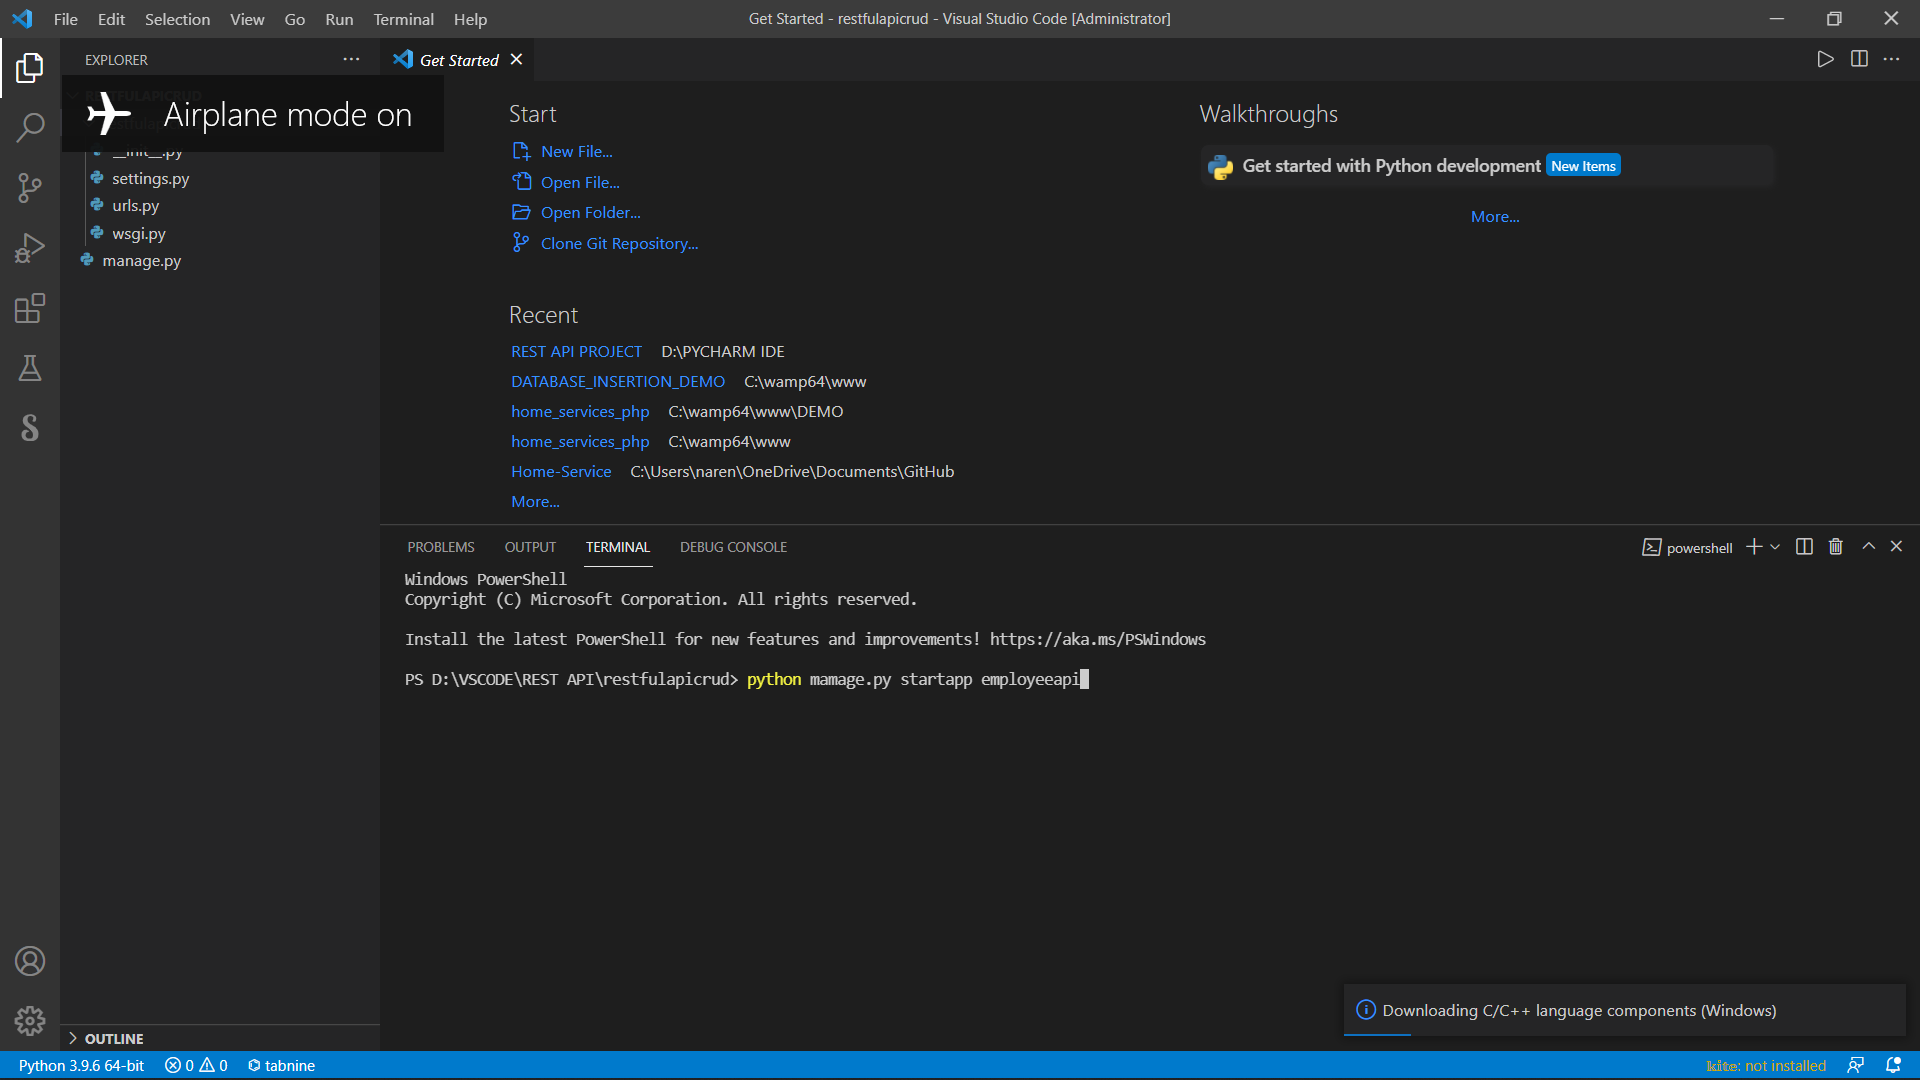 File Edit Selection View Go Run Terminal Help
Get Started - restfulapicrud - Visual Studio Code [Administrator]
EXPLORER
Get Started
RESTFULAPICRUD
Airplane mode on
__init__.py
settings.py
urls.py
wsgi.py
manage.py
OUTLINE
Start
New File...
Open File...
Open Folder...
Clone Git Repository...
Recent
REST API PROJECT D:\PYCHARM IDE
DATABASE_INSERTION_DEMO C:\wamp64\www
home_services_php C:\wamp64\www\DEMO
home_services_php C:\wamp64\www
Home-Service C:\Users\naren\OneDrive\Documents\GitHub
More...
Walkthroughs
Get started with Python development New Items
More...
PROBLEMS OUTPUT TERMINAL DEBUG CONSOLE
powershell
Windows PowerShell
Copyright (C) Microsoft Corporation. All rights reserved.
Install the latest PowerShell for new features and improvements! https://aka.ms/PSWindows
PS D:\VSCODE\REST API\restfulapicrud> python mamage.py startapp employeeapi
Downloading C/C++ language components (Windows)
Python 3.9.6 64-bit 0 0 tabnine
kite: not installed